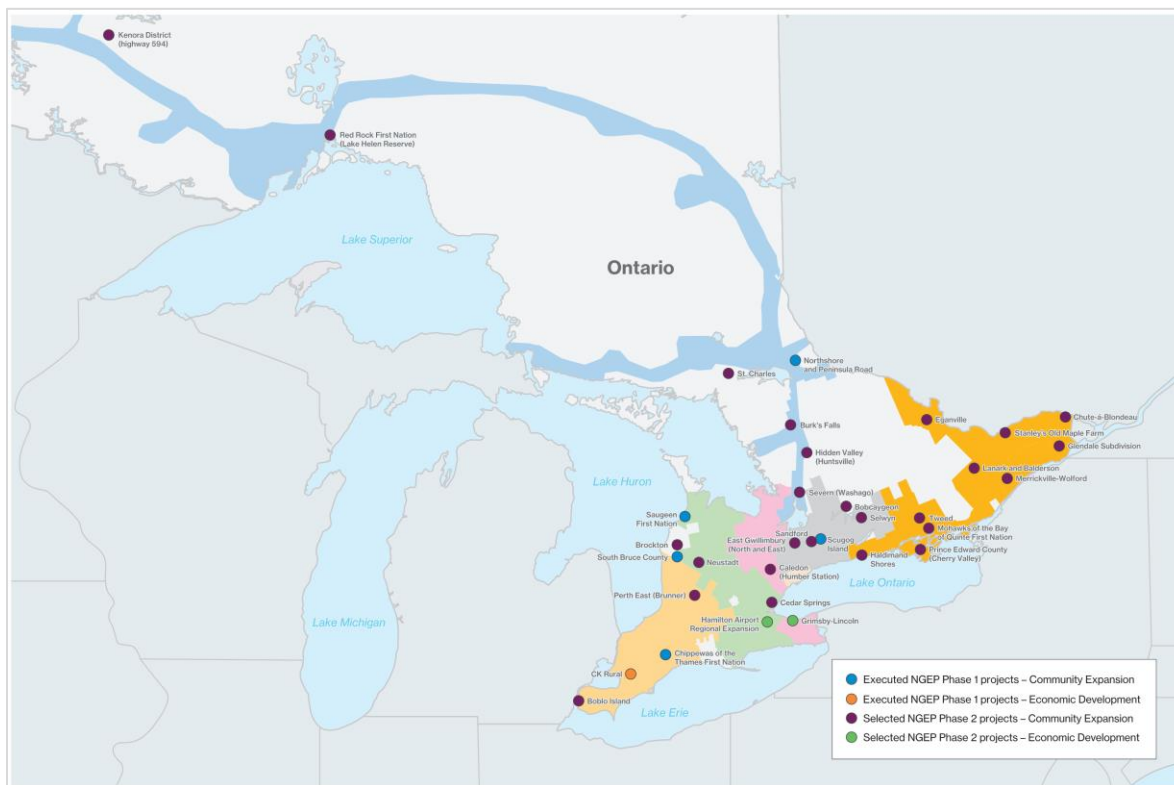 Kenora District
(highway 594)
Red Rock First Nation
(Lake Helen Reserve)
Lake Superior
Ontario
Northshore
and Peninsula Road
St. Charles
Burk's Falls
Hidden Valley
(Huntsville)
Eganville
Chute-à-Blondeau
Stanley's Old Maple Farm
Glendale Subdivision
Lanark and Balderson
Merrickville-Wolford
Lake Huron
Severn (Washago)
Bobcaygeon
Selwyn
Tweed
Mohawks of the Bay
of Quinte First Nation
Saugeen
First Nation
Sandford
East Gwillimbury
(North and East)
Scugog
Island
Brockton
South Bruce County
Neustadt
Caledon
(Humber Station)
Haldimand
Shores
Prince Edward County
(Cherry Valley)
Lake Ontario
Perth East (Brunner)
Cedar Springs
Lake Michigan
Hamilton Airport
Regional Expansion
Grimsby-Lincoln
Chippewas of the
Thames First Nation
CK Rural
Boblo Island
Lake Erie
Executed NGEP Phase 1 projects – Community Expansion
Executed NGEP Phase 1 projects – Economic Development
Selected NGEP Phase 2 projects – Community Expansion
Selected NGEP Phase 2 projects – Economic Development